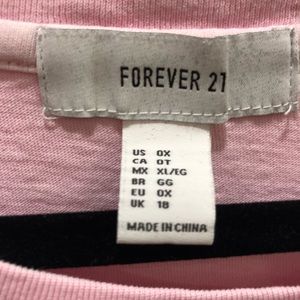 FOREVER 21
US 0X
CA 0T
MX XL/EG
BR GG
EU 0X
UK 18
MADE IN CHINA